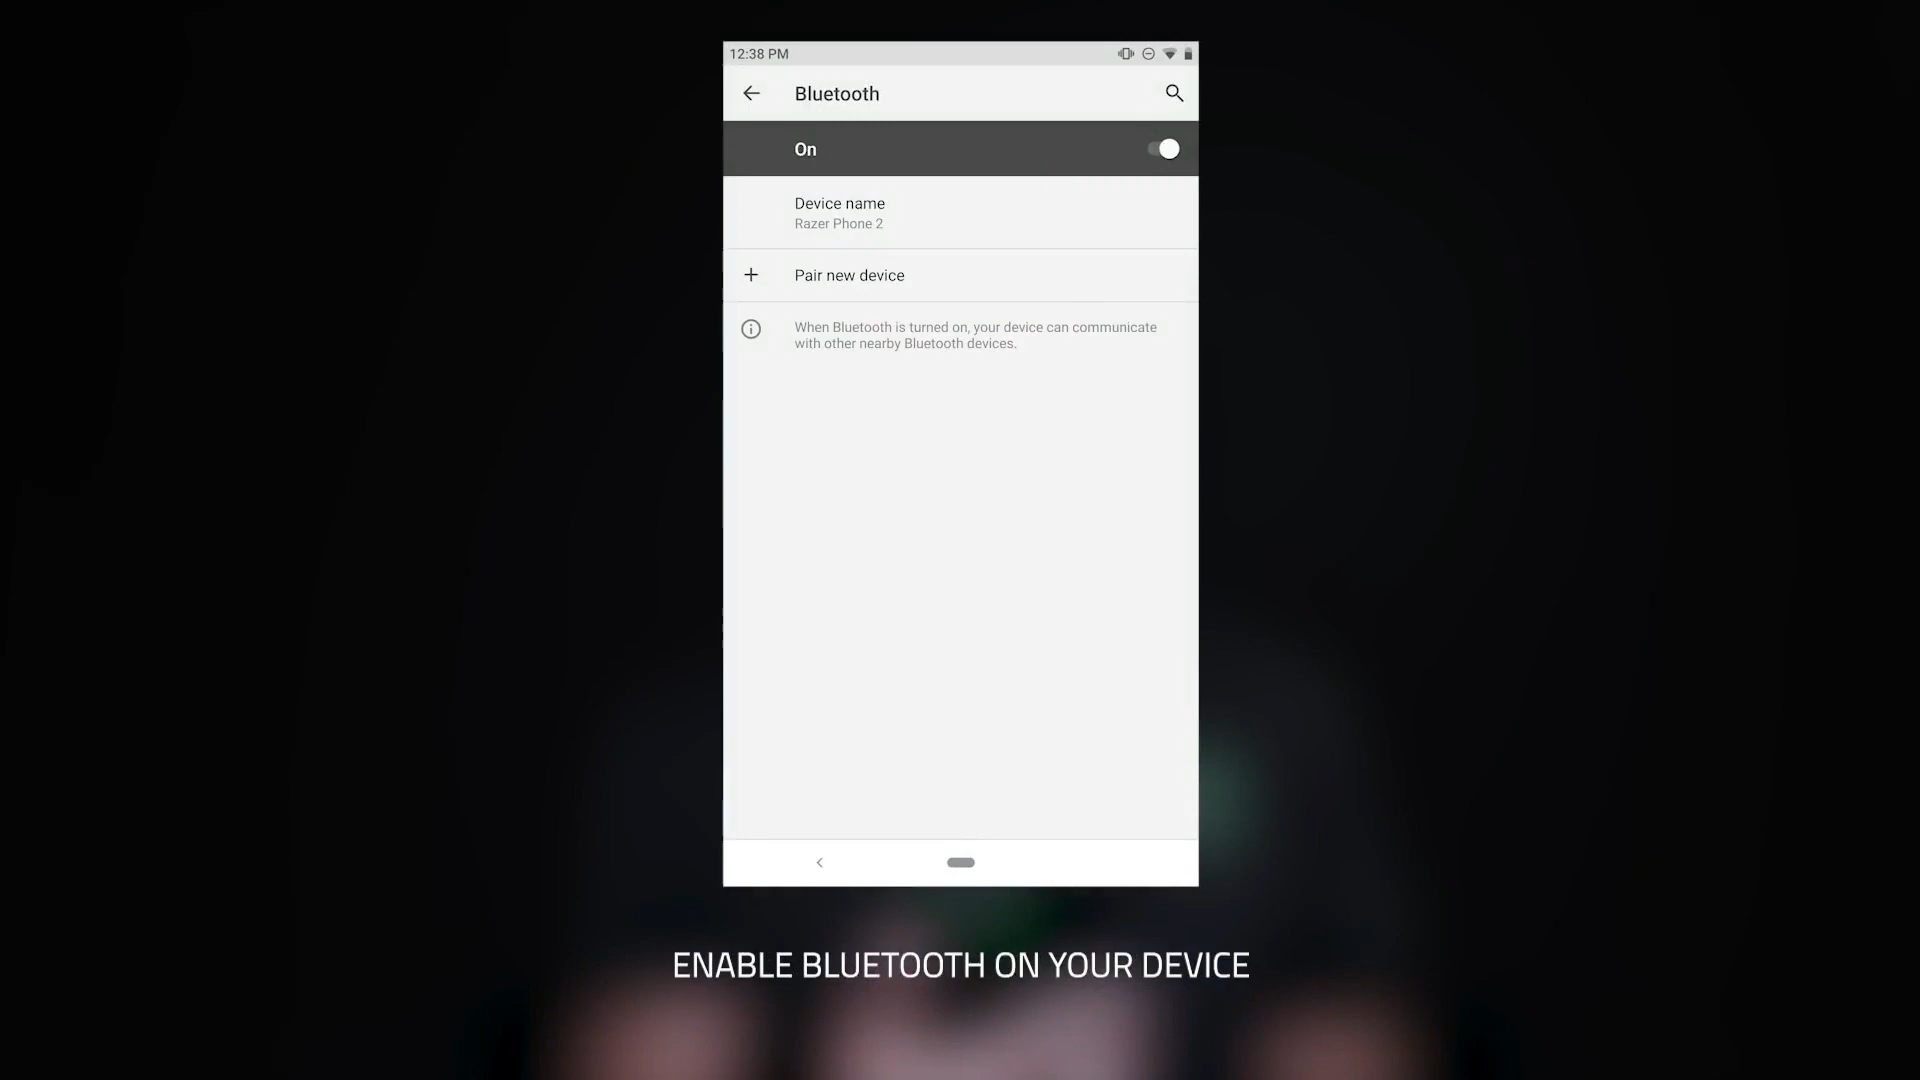 12:38 PM
Bluetooth
On
Device name
Razer Phone 2
Pair new device
When Bluetooth is turned on, your device can communicate
with other nearby Bluetooth devices.
ENABLE BLUETOOTH ON YOUR DEVICE